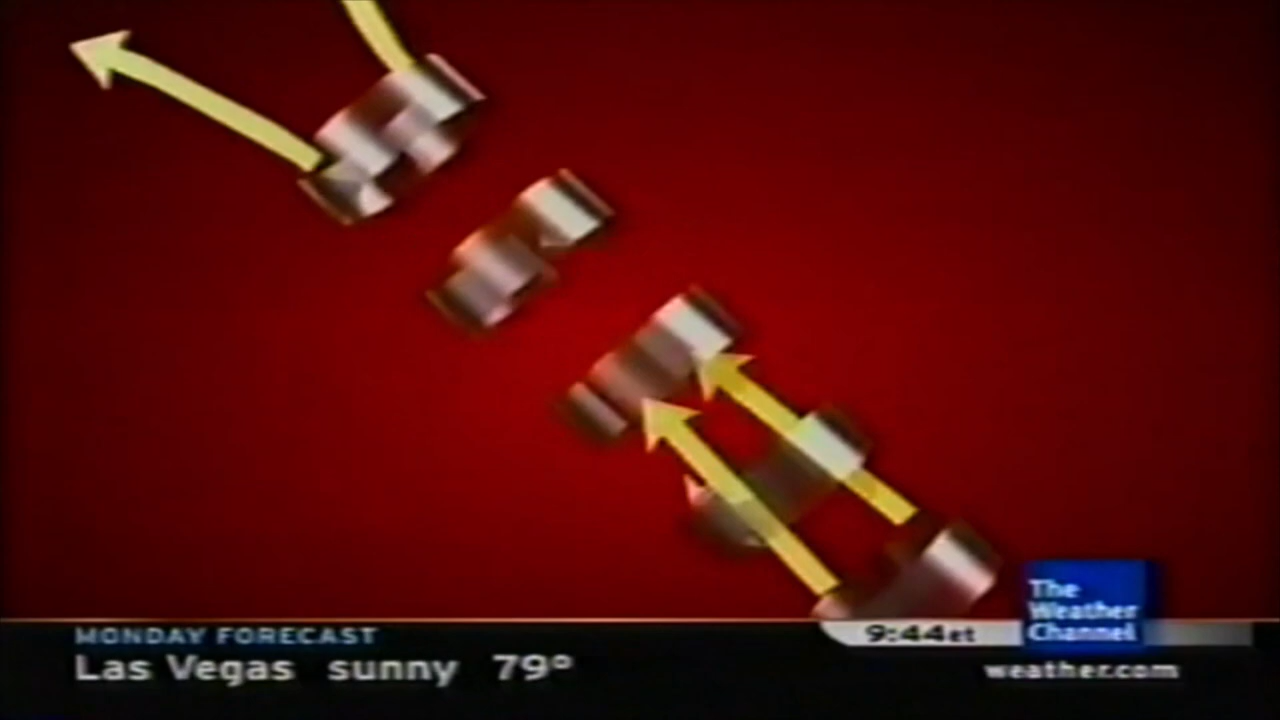 The
Weather
Channel
MONDAY FORECAST
9:44et
Las Vegas sunny 79°
weather.com